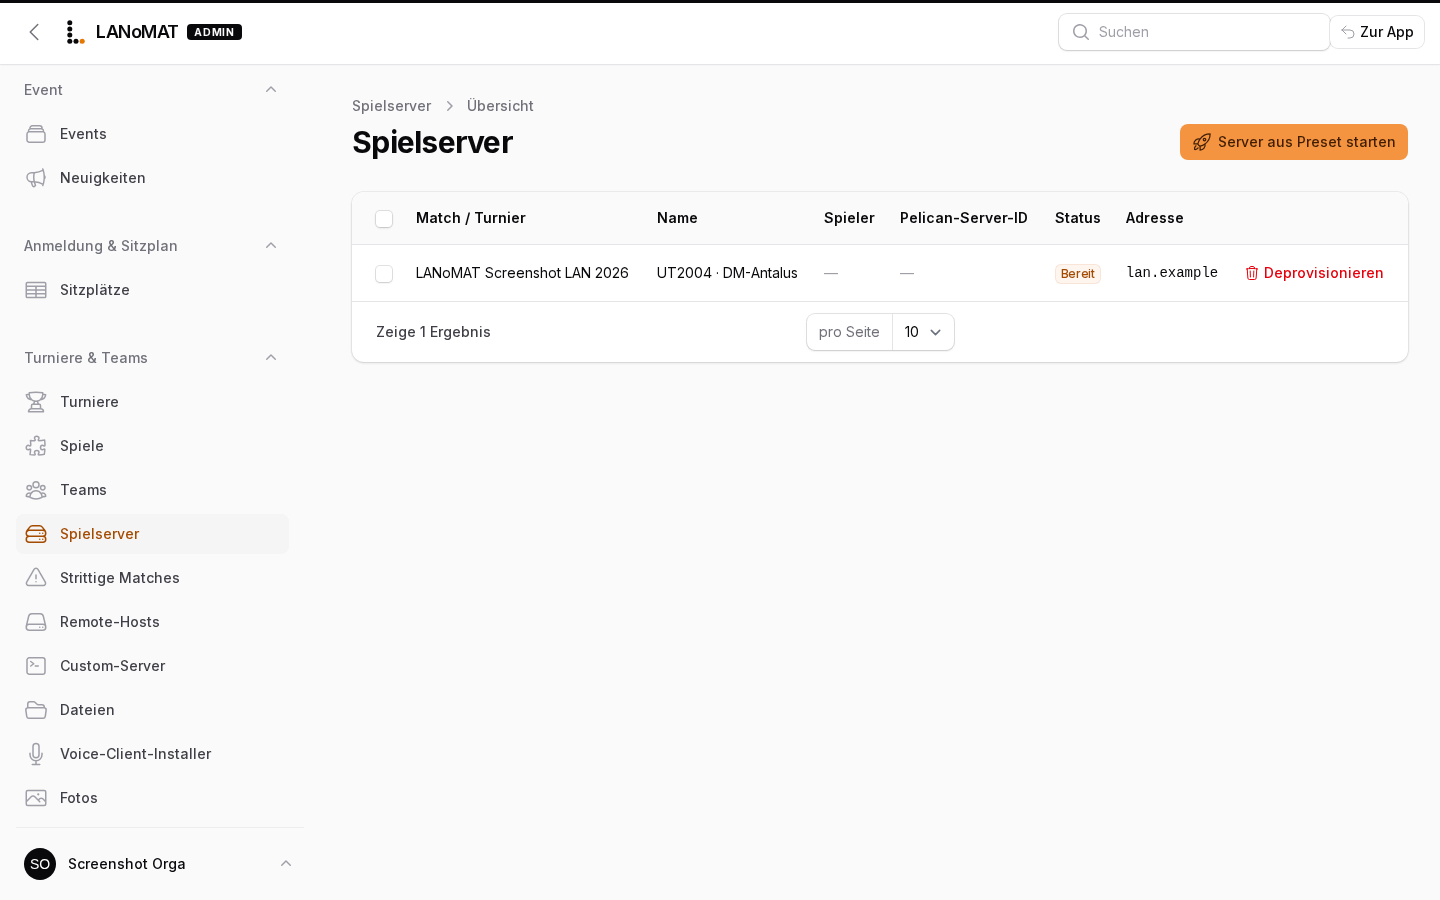 LANoMAT ADMIN
Suchen
Zur App
Event
Events
Neuigkeiten
Anmeldung & Sitzplan
Sitzplätze
Turniere & Teams
Turniere
Spiele
Teams
Spielserver
Strittige Matches
Remote-Hosts
Custom-Server
Dateien
Voice-Client-Installer
Fotos
SO Screenshot Orga
Spielserver Übersicht
Spielserver
Server aus Preset starten
Match / Turnier Name Spieler Pelican-Server-ID Status Adresse
LANoMAT Screenshot LAN 2026 UT2004 · DM-Antalus — — Bereit lan.example Deprovisionieren
Zeige 1 Ergebnis pro Seite 10